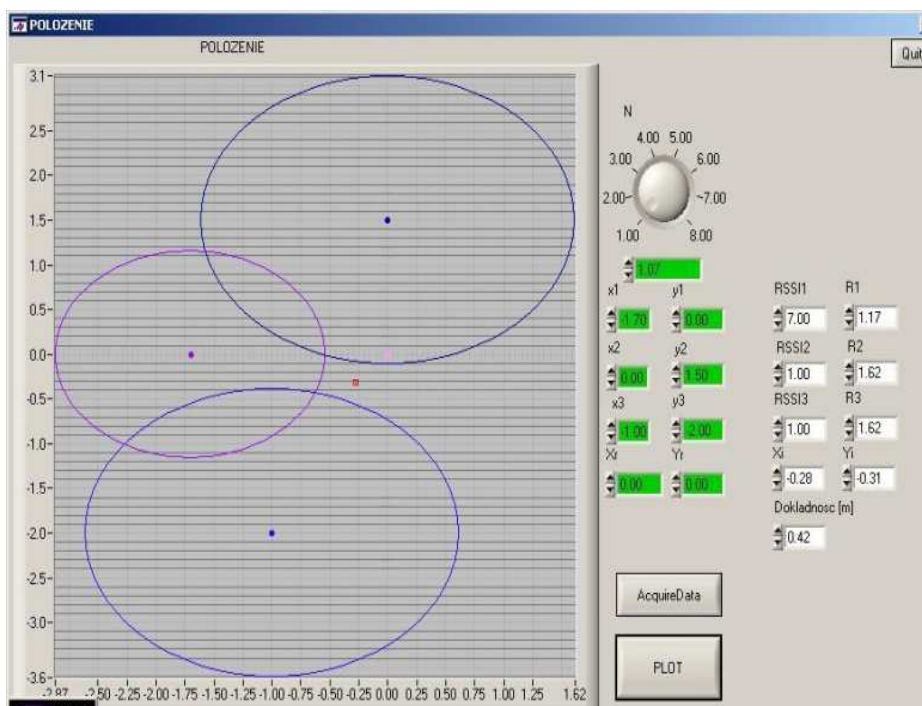 POLOZENIE
POLOZENIE
Quit
3.1-
2.5-
2.0-
1.5-
1.0-
0.5-
0.0-
-0.5-
-1.0-
-1.5-
-2.0-
-2.5-
-3.0-
-3.6-
-2.97 -2.50 -2.25 -2.00 -1.75 -1.50 -1.25 -1.00 -0.75 -0.50 -0.25 0.00 0.25 0.50 0.75 1.00 1.25 1.62
N
4.00 5.00
3.00 6.00
2.00 7.00
1.00 8.00
1.07
x1 y1 RSSI1 R1
-1.70 0.00 7.00 1.17
x2 y2 RSSI2 R2
0.00 1.50 1.00 1.62
x3 y3 RSSI3 R3
-1.00 -2.00 1.00 1.62
Xr Yr Xi Yi
0.00 0.00 -0.28 -0.31
Dokladnosc [m]
0.42
AcquireData
PLOT